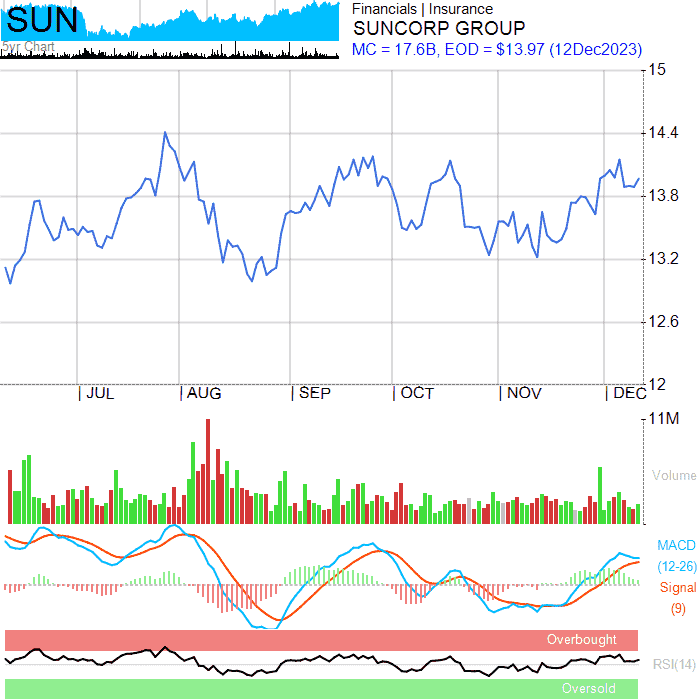 SUN
5yr Chart
Financials | Insurance
SUNCORP GROUP
MC = 17.6B, EOD = $13.97 (12Dec2023)
15
14.4
13.8
13.2
12.6
12
| JUL | AUG | SEP | OCT | NOV | DEC
11M
Volume
MACD
(12-26)
Signal
(9)
Overbought
RSI(14)
Oversold